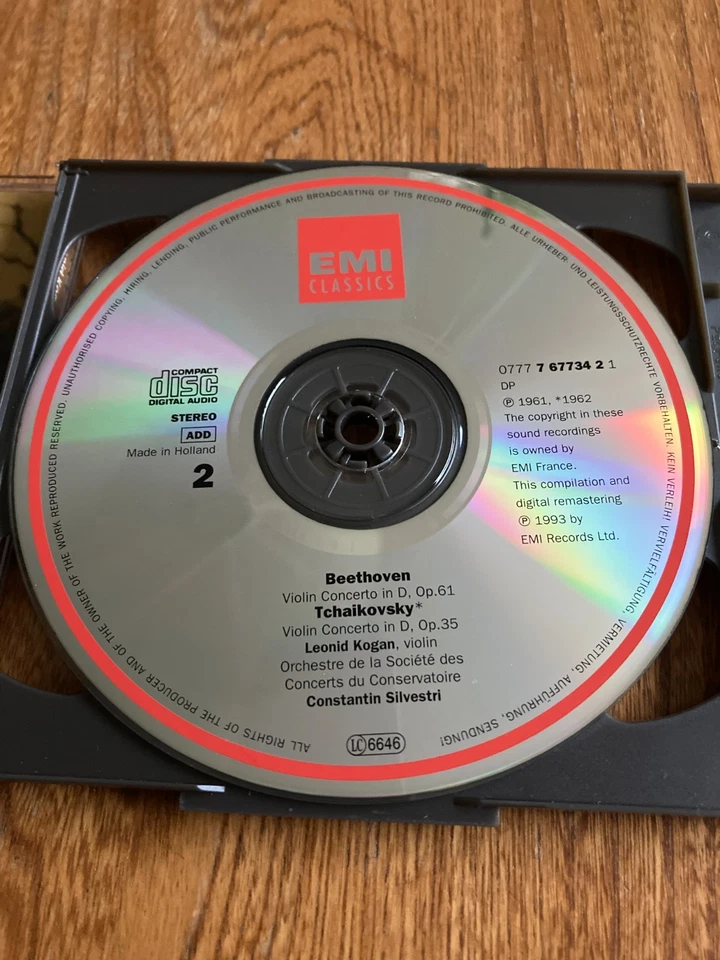 ALL RIGHTS OF THE PRODUCER AND OF THE OWNER OF THE WORK REPRODUCED RESERVED. UNAUTHORISED COPYING, HIRING, LENDING, PUBLIC PERFORMANCE AND BROADCASTING OF THIS RECORD PROHIBITED. ALLE URHEBER- UND LEISTUNGSSCHUTZRECHTE VORBEHALTEN. KEIN VERLEIH! VERVIELFÄLTIGUNG, VERMIETUNG, AUFFÜHRUNG, SENDUNG!
EMI
CLASSICS
COMPACT
disc
DIGITAL AUDIO
STEREO
ADD
Made in Holland
2
0777 7 67734 2 1
DP
℗ 1961, *1962
The copyright in these
sound recordings
is owned by
EMI France.
This compilation and
digital remastering
℗ 1993 by
EMI Records Ltd.
Beethoven
Violin Concerto in D, Op.61
Tchaikovsky*
Violin Concerto in D, Op.35
Leonid Kogan, violin
Orchestre de la Société des
Concerts du Conservatoire
Constantin Silvestri
LC 6646